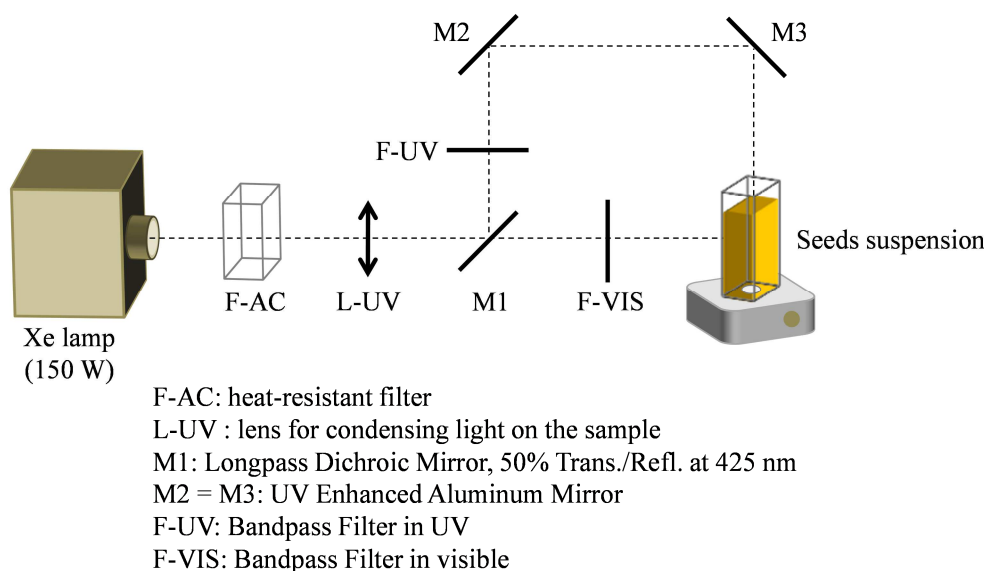 M2
M3
F-UV
Seeds suspension
F-AC
L-UV
M1
F-VIS
Xe lamp
(150 W)
F-AC: heat-resistant filter
L-UV : lens for condensing light on the sample
M1: Longpass Dichroic Mirror, 50% Trans./Refl. at 425 nm
M2 = M3: UV Enhanced Aluminum Mirror
F-UV: Bandpass Filter in UV
F-VIS: Bandpass Filter in visible